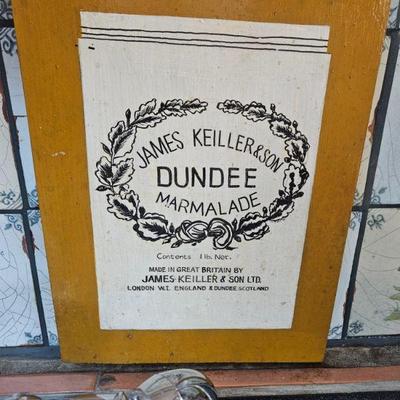 JAMES KEILLER & SON
DUNDEE
MARMALADE
Contents 1 lb. Net.
MADE IN GREAT BRITAIN BY
JAMES KEILLER & SON LTD.
LONDON W.I. ENGLAND & DUNDEE SCOTLAND